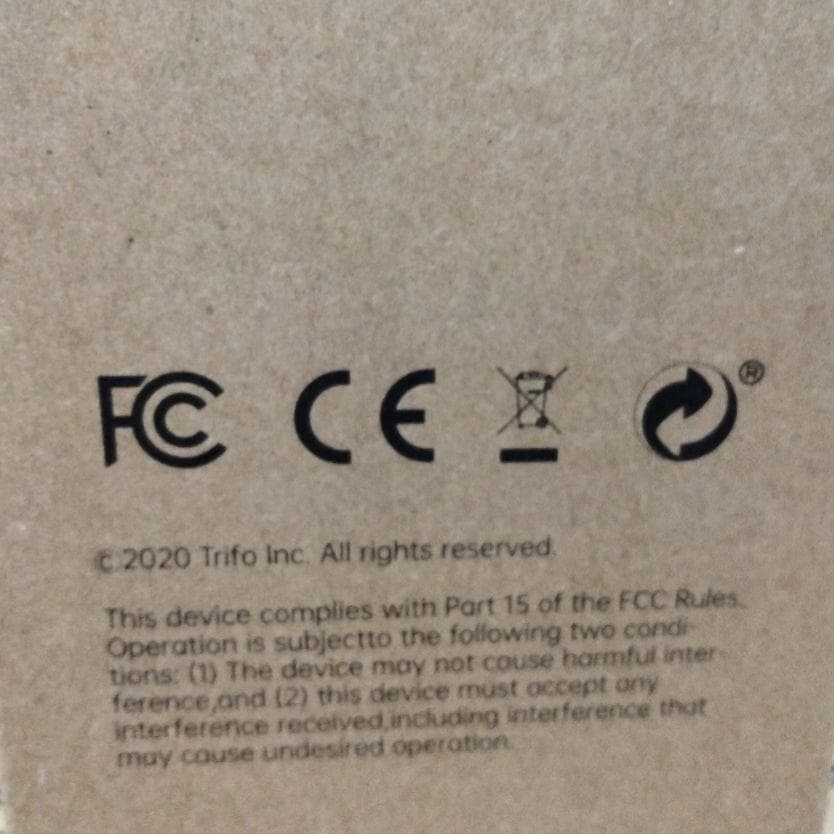 FC CE ®
© 2020 Trifo Inc. All rights reserved.
This device complies with Part 15 of the FCC Rules.
Operation is subjectto the following two condi-
tions: (1) The device may not cause harmful inter-
ference,and (2) this device must accept any
interference received,including interference that
may cause undesired operation.